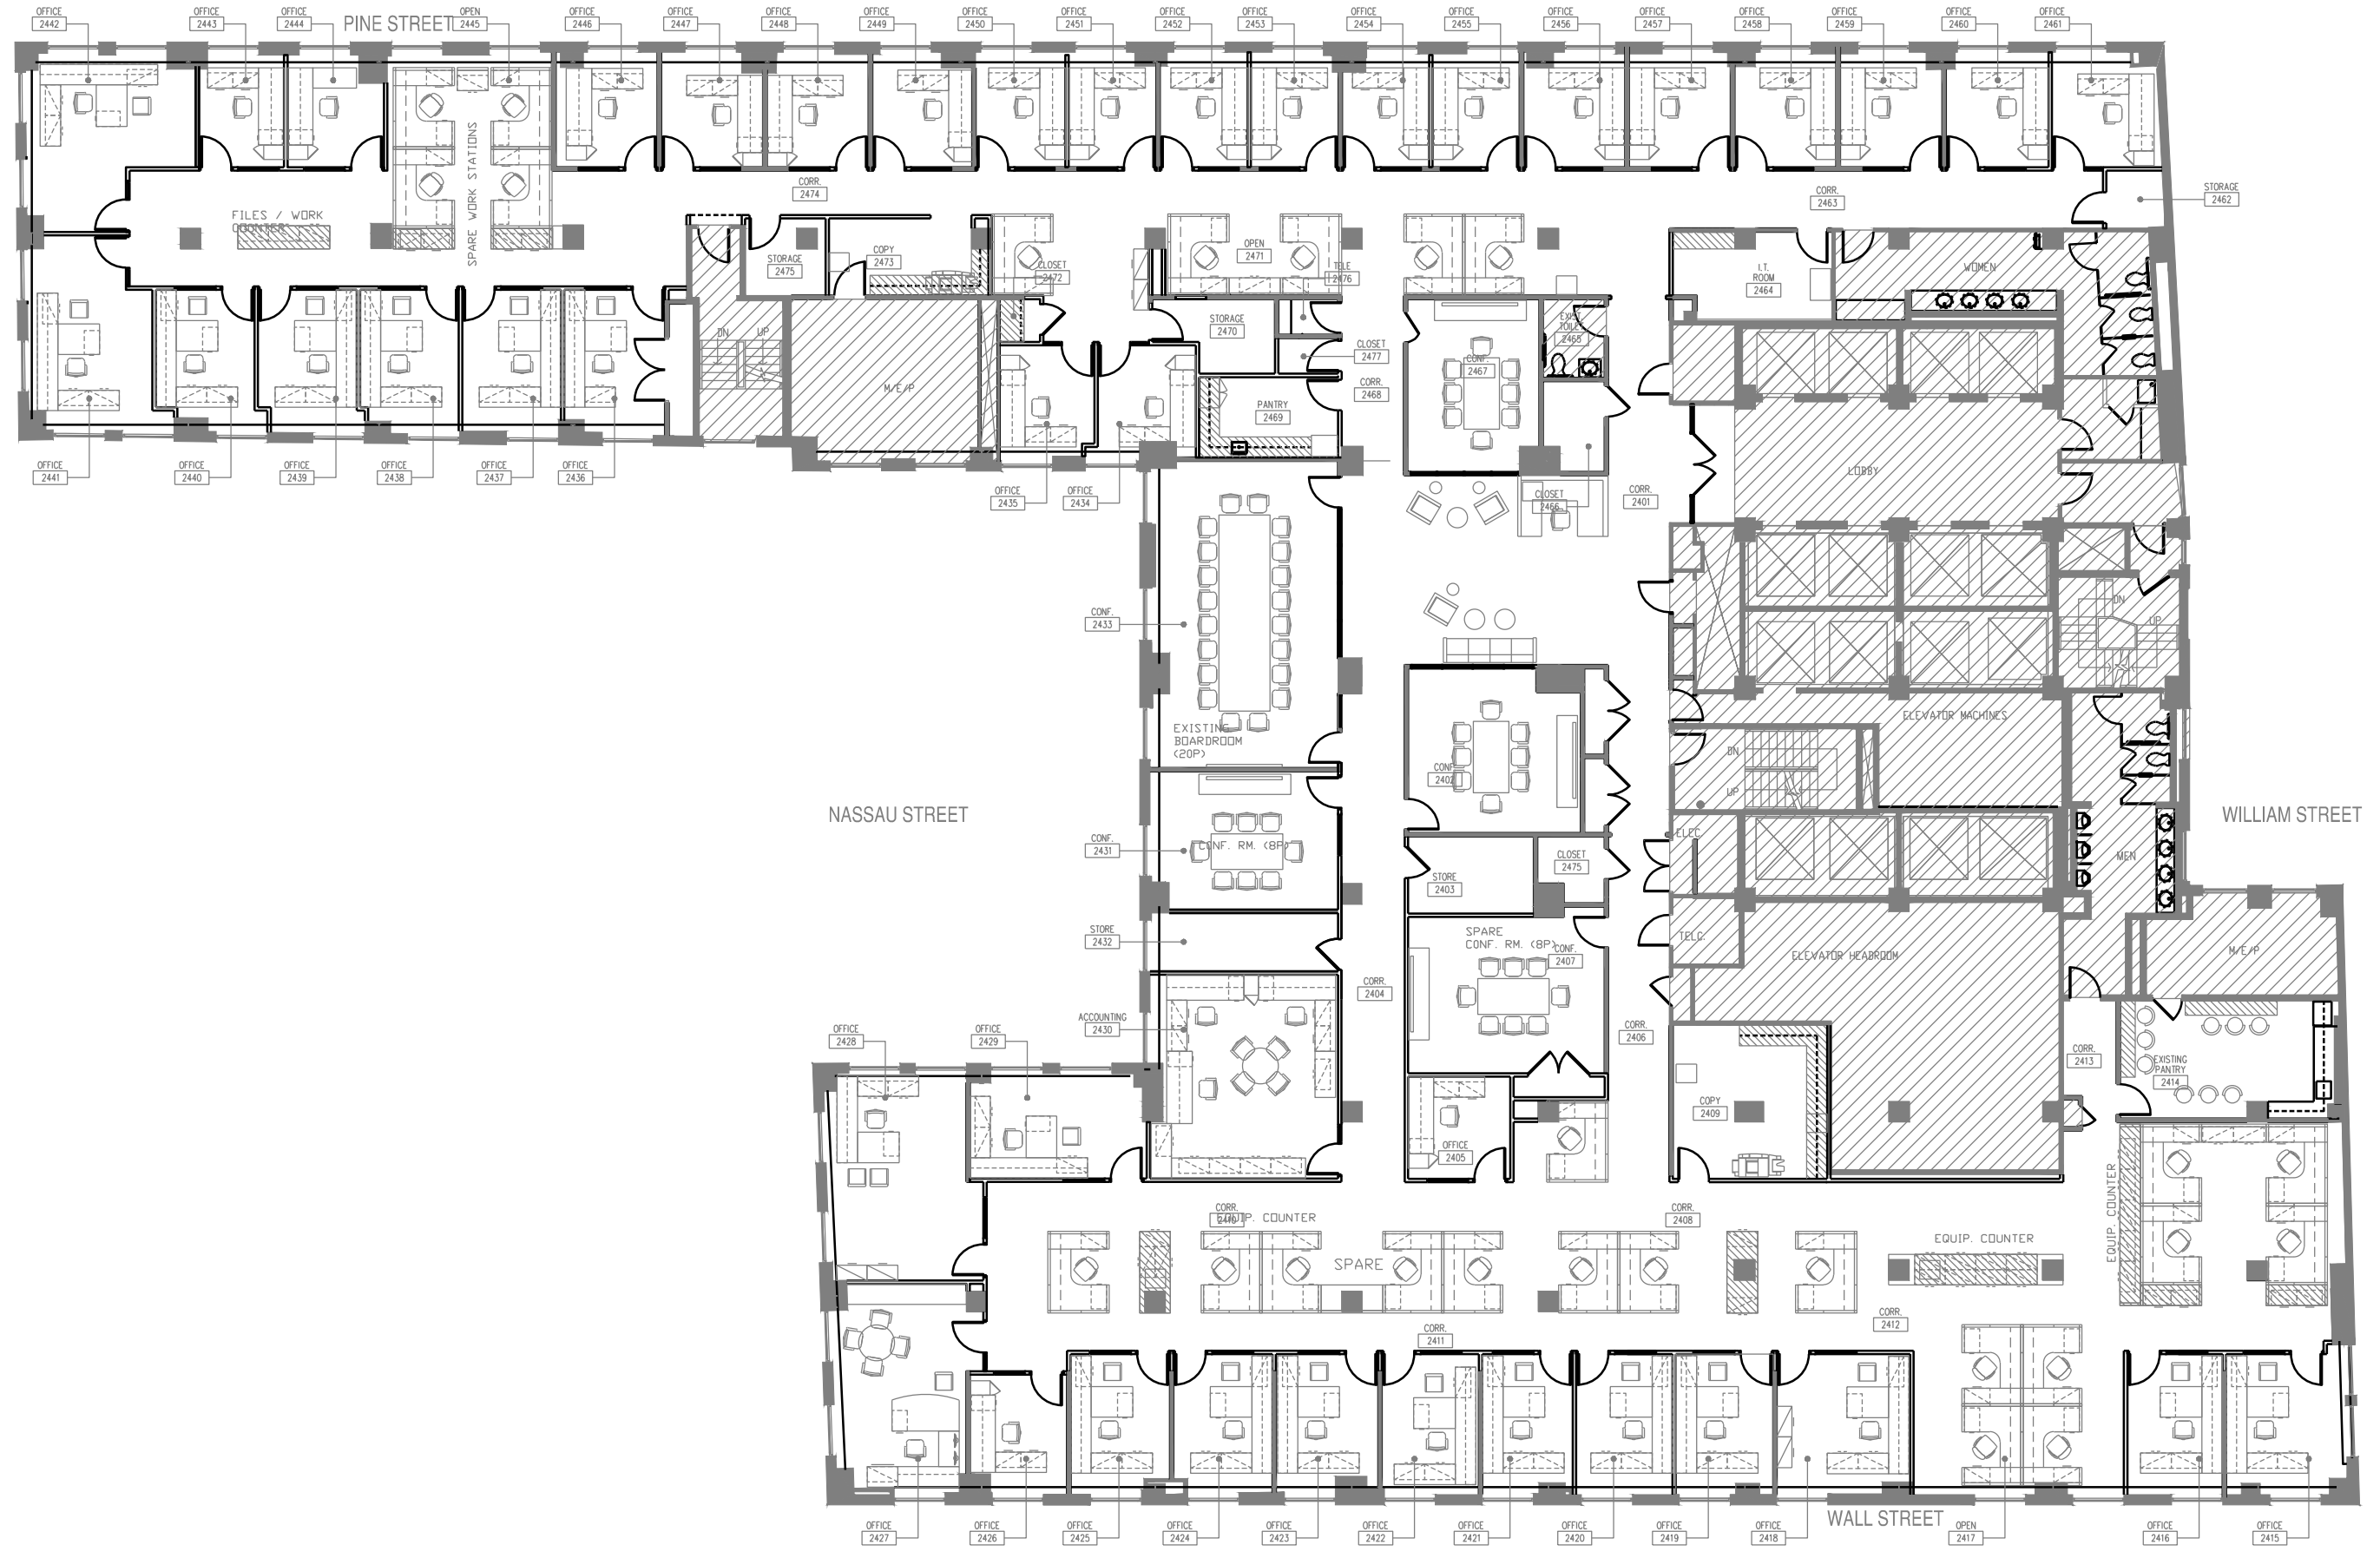 PINE STREET
OFFICE
2442
OFFICE
2443
OFFICE
2444
OPEN
2445
OFFICE
2446
OFFICE
2447
OFFICE
2448
OFFICE
2449
OFFICE
2450
OFFICE
2451
OFFICE
2452
OFFICE
2453
OFFICE
2454
OFFICE
2455
OFFICE
2456
OFFICE
2457
OFFICE
2458
OFFICE
2459
OFFICE
2460
OFFICE
2461
SPARE WORK STATIONS
CORR.
2474
CORR.
2463
STORAGE
2462
FILES / WORK
COUNTER
STORAGE
2475
COPY
2473
CLOSET
2472
OPEN
2471
TELE
2476
I.T.
ROOM
2464
WOMEN
DN
UP
M/E/P
STORAGE
2470
CLOSET
2477
CORR.
2468
PANTRY
2469
CONF.
2467
EXIST.
TOILET
2465
OFFICE
2441
OFFICE
2440
OFFICE
2439
OFFICE
2438
OFFICE
2437
OFFICE
2436
OFFICE
2435
OFFICE
2434
CLOSET
2466
CORR.
2401
LOBBY
CONF.
2433
DN
UP
EXISTING
BOARDROOM
(20P)
ELEVATOR MACHINES
DN
UP
CONF.
2402
NASSAU STREET
WILLIAM STREET
CONF.
2431
CONF. RM. (8P)
STORE
2403
CLOSET
2475
ELEC.
MEN
STORE
2432
SPARE
CONF. RM. (8P)
CONF.
2407
TELC.
ELEVATOR HEADROOM
M/E/P
CORR.
2404
ACCOUNTING
2430
OFFICE
2428
OFFICE
2429
CORR.
2406
CORR.
2413
EXISTING
PANTRY
2414
COPY
2409
OFFICE
2405
EQUIP. COUNTER
CORR.
2410
EQUIP. COUNTER
CORR.
2408
EQUIP. COUNTER
SPARE
CORR.
2411
CORR.
2412
WALL STREET
OFFICE
2427
OFFICE
2426
OFFICE
2425
OFFICE
2424
OFFICE
2423
OFFICE
2422
OFFICE
2421
OFFICE
2420
OFFICE
2419
OFFICE
2418
OPEN
2417
OFFICE
2416
OFFICE
2415